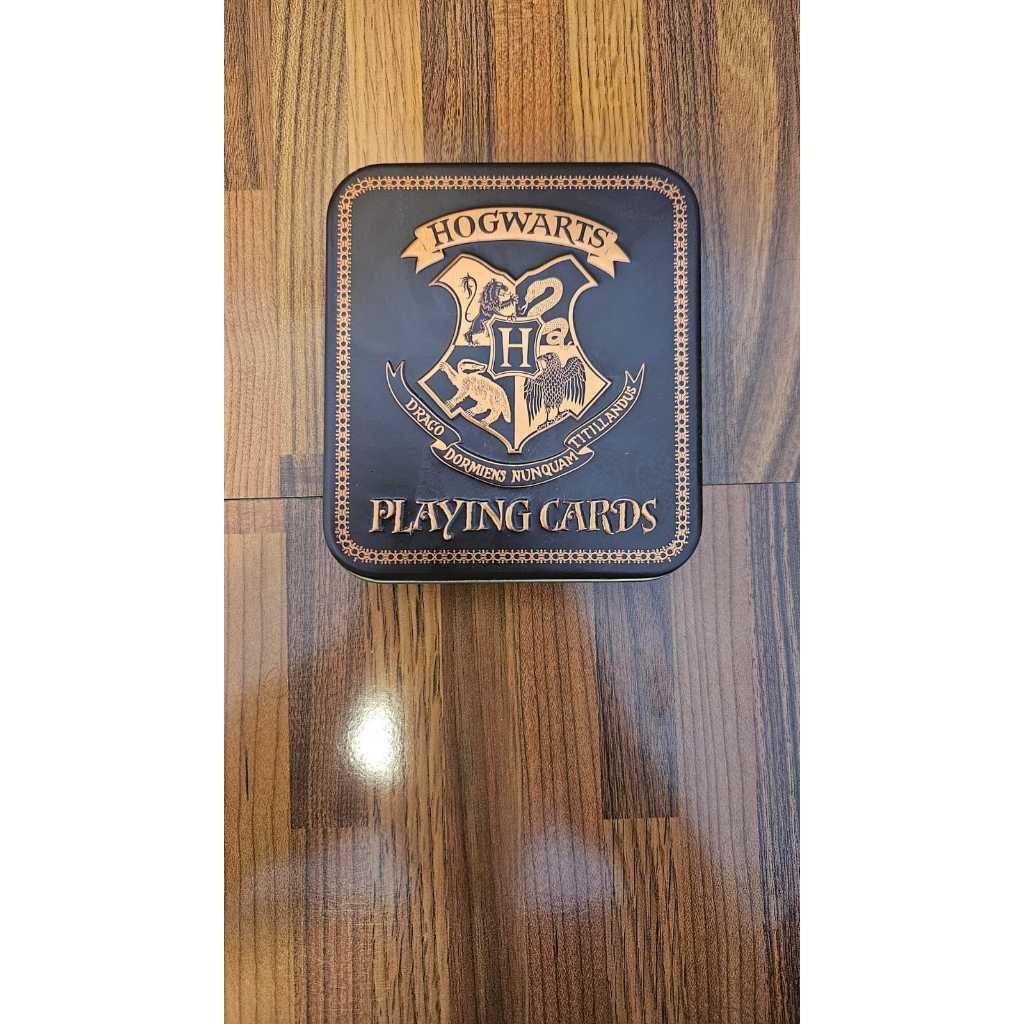 HOGWARTS
H
DRACO DORMIENS NUNQUAM TITILLANDUS
PLAYING CARDS